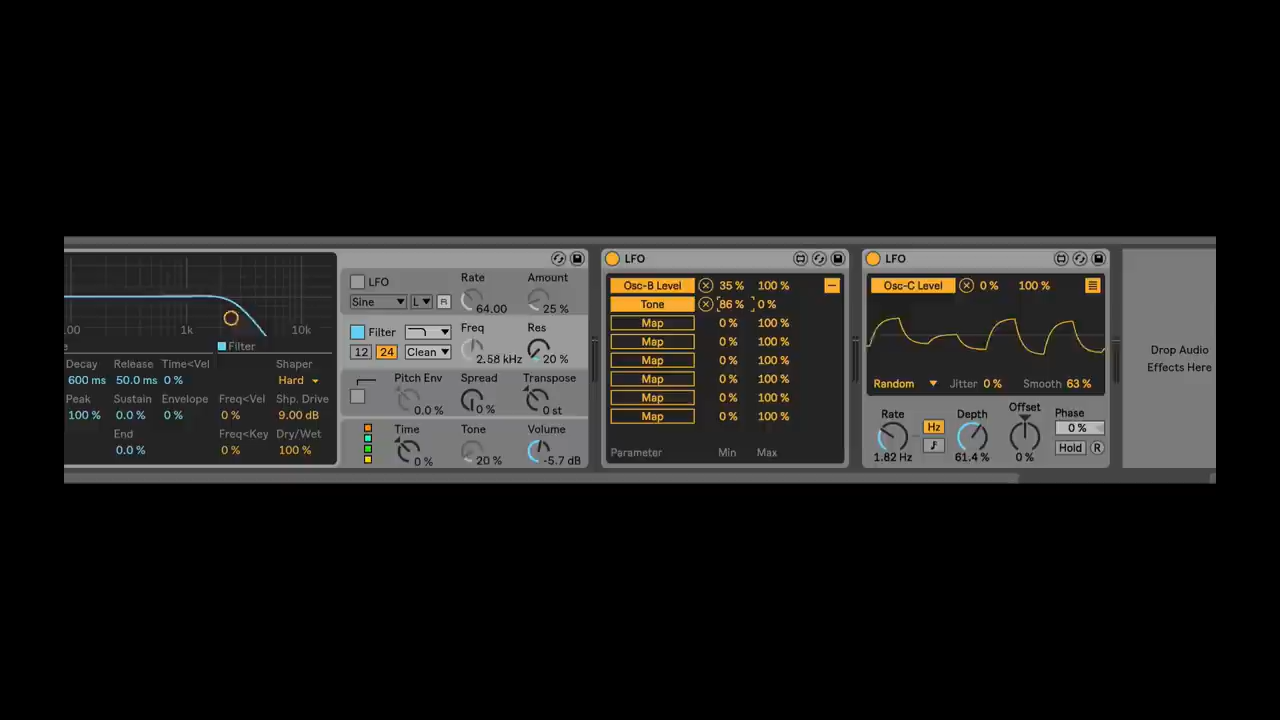 .00 1k 10k
Filter
Decay Release Time<Vel Shaper
600 ms 50.0 ms 0 % Hard
Peak Sustain Envelope Freq<Vel Shp. Drive
100 % 0.0 % 0 % 0 % 9.00 dB
End Freq<Key Dry/Wet
0.0 % 0 % 100 %
LFO Rate Amount
Sine L R 64.00 25 %
Filter Freq Res
12 24 Clean 2.58 kHz 20 %
Pitch Env Spread Transpose
0.0 % 0 % 0 st
Time Tone Volume
0 % 20 % -5.7 dB
LFO
Osc-B Level 35 % 100 %
Tone 86 % 0 %
Map 0 % 100 %
Map 0 % 100 %
Map 0 % 100 %
Map 0 % 100 %
Map 0 % 100 %
Map 0 % 100 %
Parameter Min Max
LFO
Osc-C Level 0 % 100 %
Random Jitter 0 % Smooth 63 %
Rate Depth Offset Phase
Hz 0 %
1.82 Hz 61.4 % 0 % Hold R
Drop Audio
Effects Here